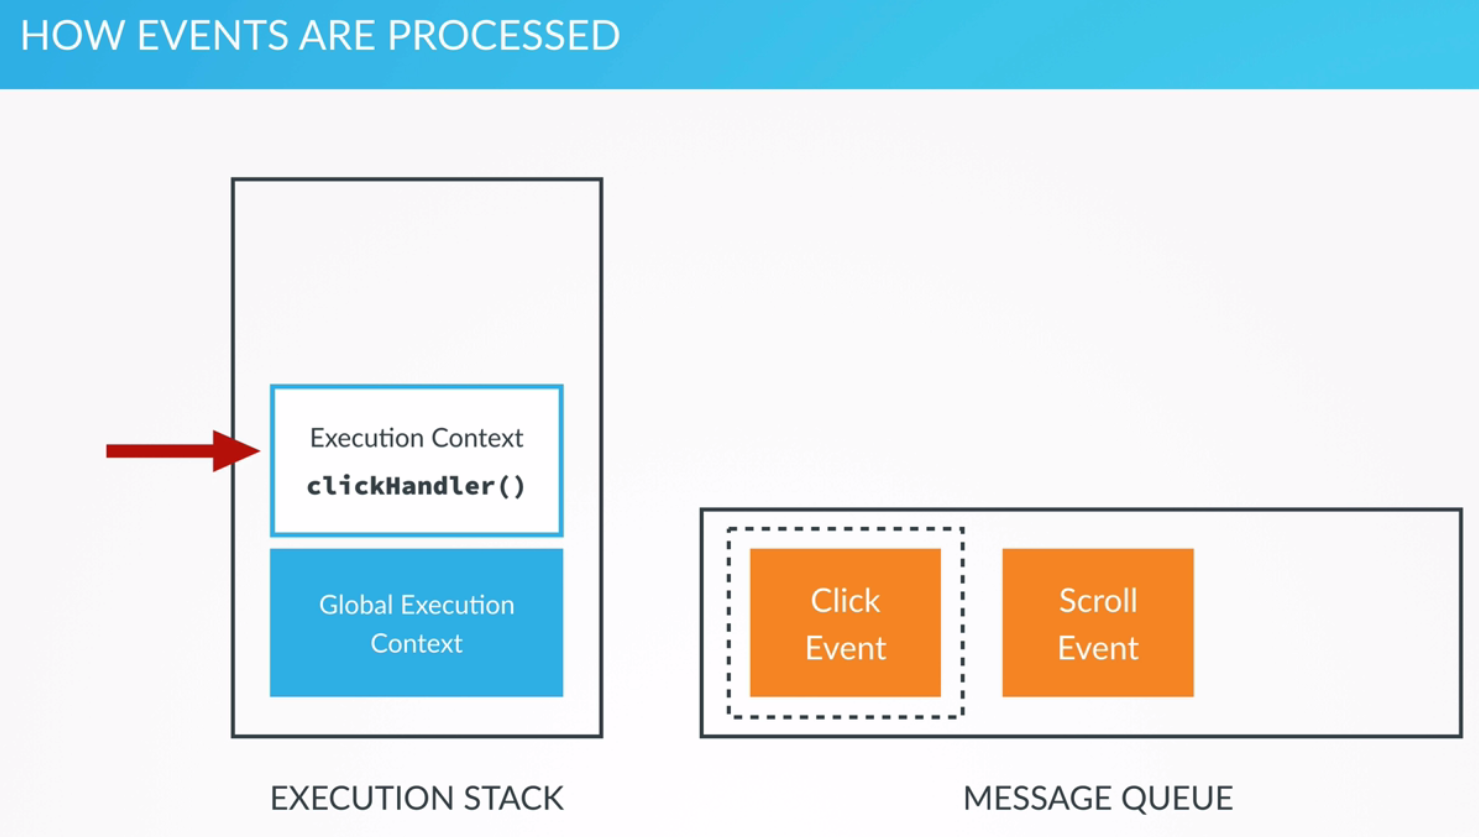 HOW EVENTS ARE PROCESSED
Execution Context
clickHandler()
Global Execution
Context
Click
Event
Scroll
Event
EXECUTION STACK
MESSAGE QUEUE